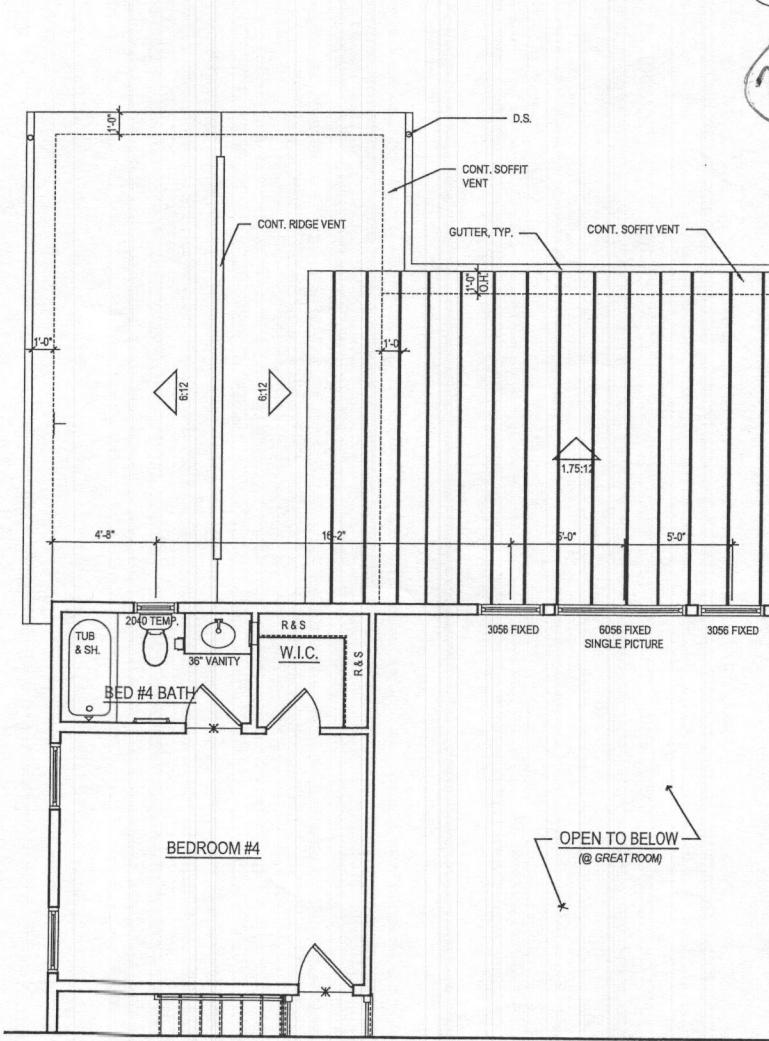 D.S.
1'-0"
CONT. SOFFIT
VENT
CONT. RIDGE VENT
GUTTER, TYP.
CONT. SOFFIT VENT
1'-0"
O.H.
1'-0"
1'-0
6:12
6:12
1.75:12
4'-8"
16'-2"
5'-0"
5'-0"
2040 TEMP.
R & S
3056 FIXED
6056 FIXED
3056 FIXED
SINGLE PICTURE
TUB
& SH.
36" VANITY
W.I.C.
R & S
BED #4 BATH
BEDROOM #4
OPEN TO BELOW
(@ GREAT ROOM)